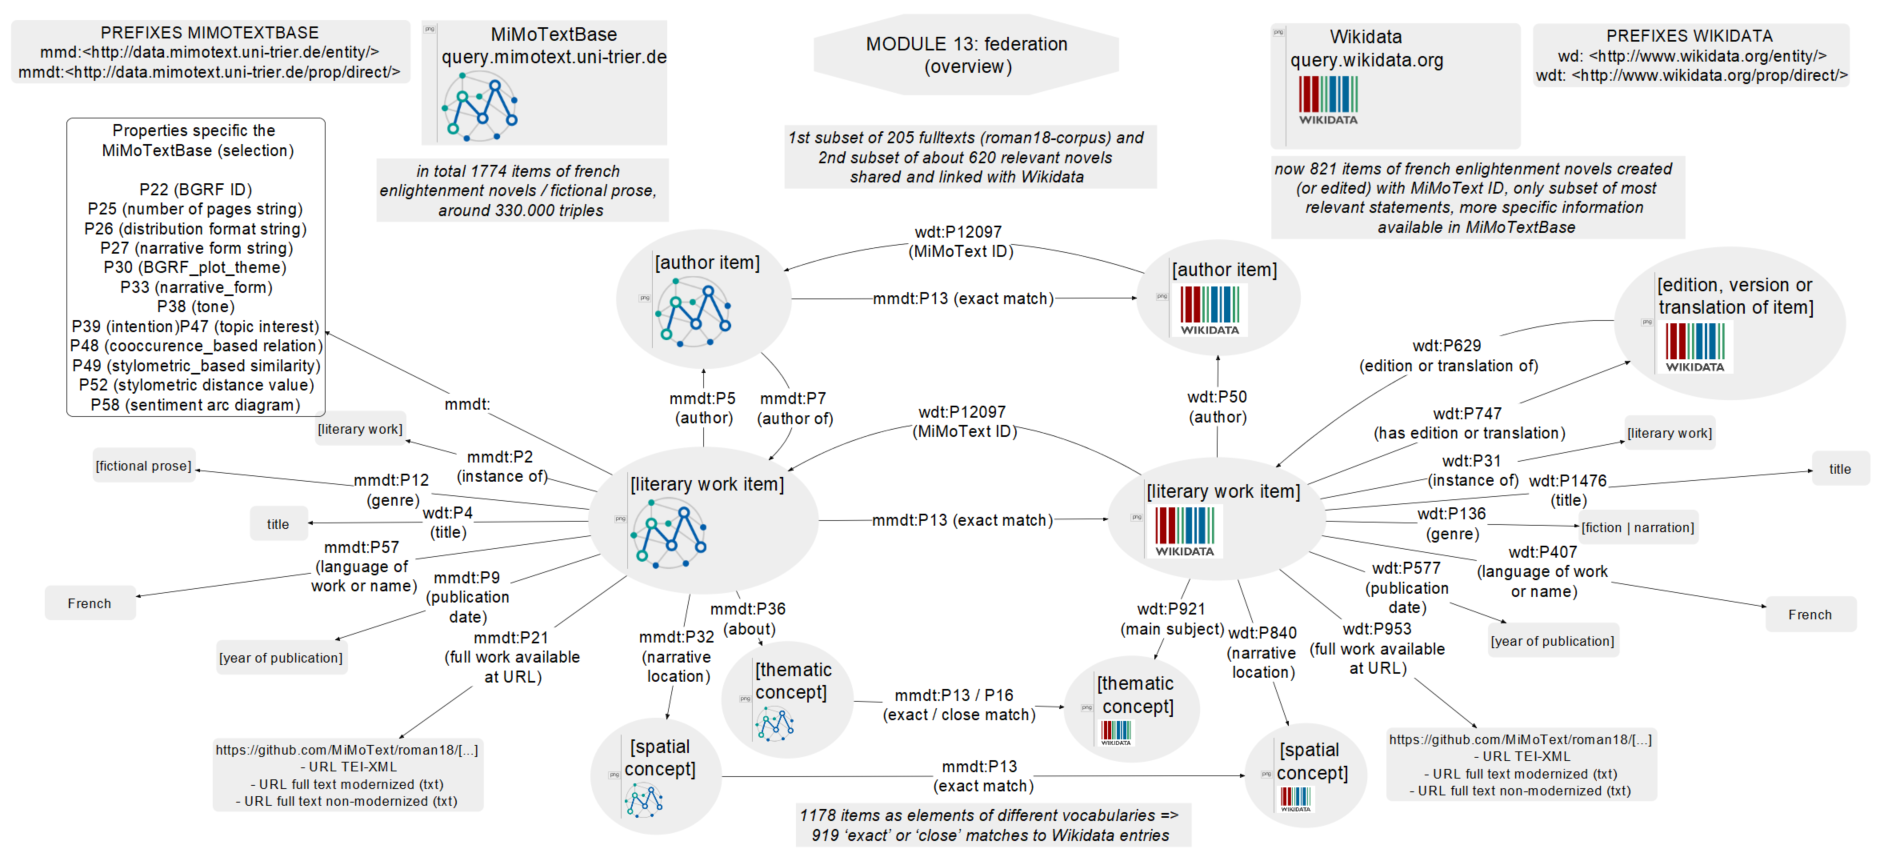 PREFIXES MIMOTEXTBASE
mmd:<http://data.mimotext.uni-trier.de/entity/>
mmdt:<http://data.mimotext.uni-trier.de/prop/direct/>
png
MiMoTextBase
query.mimotext.uni-trier.de
MODULE 13: federation
(overview)
png
Wikidata
query.wikidata.org
WIKIDATA
PREFIXES WIKIDATA
wd: <http://www.wikidata.org/entity/>
wdt: <http://www.wikidata.org/prop/direct/>
Properties specific the
MiMoTextBase (selection)
P22 (BGRF ID)
P25 (number of pages string)
P26 (distribution format string)
P27 (narrative form string)
P30 (BGRF_plot_theme)
P33 (narrative_form)
P38 (tone)
P39 (intention)P47 (topic interest)
P48 (cooccurence_based relation)
P49 (stylometric_based similarity)
P52 (stylometric distance value)
P58 (sentiment arc diagram)
in total 1774 items of french
enlightenment novels / fictional prose,
around 330.000 triples
1st subset of 205 fulltexts (roman18-corpus) and
2nd subset of about 620 relevant novels
shared and linked with Wikidata
now 821 items of french enlightenment novels created
(or edited) with MiMoText ID, only subset of most
relevant statements, more specific information
available in MiMoTextBase
[author item]
png
wdt:P12097
(MiMoText ID)
mmdt:P13 (exact match)
[author item]
png
WIKIDATA
[edition, version or
translation of item]
png
WIKIDATA
mmdt:P5
(author)
mmdt:P7
(author of)
wdt:P12097
(MiMoText ID)
wdt:P50
(author)
wdt:P629
(edition or translation of)
wdt:P747
(has edition or translation)
mmdt:
[literary work]
mmdt:P2
(instance of)
[fictional prose]
mmdt:P12
(genre)
title
wdt:P4
(title)
mmdt:P57
(language of
work or name)
French
mmdt:P9
(publication
date)
[year of publication]
mmdt:P21
(full work available
at URL)
https://github.com/MiMoText/roman18/[...]
- URL TEI-XML
- URL full text modernized (txt)
- URL full text non-modernized (txt)
[literary work item]
png
mmdt:P13 (exact match)
[literary work item]
png
WIKIDATA
[literary work]
wdt:P31
(instance of)
title
wdt:P1476
(title)
wdt:P136
(genre)
[fiction | narration]
wdt:P407
(language of work
or name)
French
wdt:P577
(publication
date)
[year of publication]
wdt:P953
(full work available
at URL)
https://github.com/MiMoText/roman18/[...]
- URL TEI-XML
- URL full text modernized (txt)
- URL full text non-modernized (txt)
mmdt:P32
(narrative
location)
mmdt:P36
(about)
[thematic
concept]
png
mmdt:P13 / P16
(exact / close match)
wdt:P921
(main subject)
[thematic
concept]
png
WIKIDATA
wdt:P840
(narrative
location)
[spatial
concept]
png
mmdt:P13
(exact match)
[spatial
concept]
png
WIKIDATA
1178 items as elements of different vocabularies =>
919 ‘exact’ or ‘close’ matches to Wikidata entries